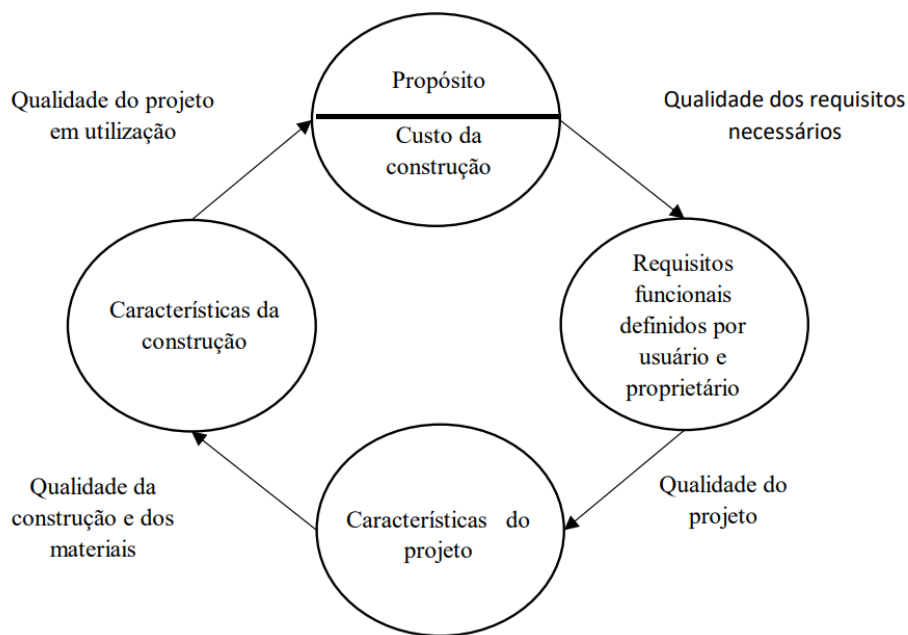 Propósito
Custo da
construção
Qualidade do projeto
em utilização
Qualidade dos requisitos
necessários
Características da
construção
Requisitos
funcionais
definidos por
usuário e
proprietário
Qualidade da
construção e dos
materiais
Características do
projeto
Qualidade do
projeto